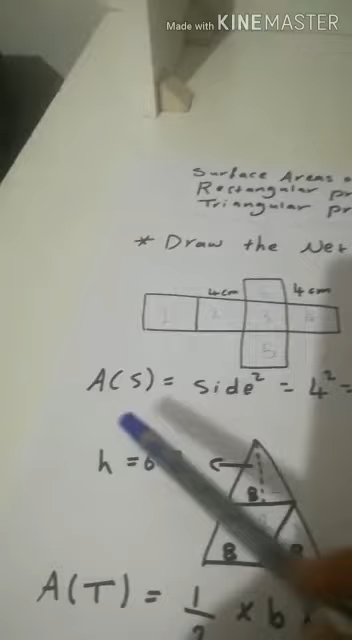 Made with KINEMASTER
Surface Areas
Rectangular
Triangular
* Draw the Net
4cm 4cm
1 2 3 4
5
A(S) = side² = 4² =
h =
8
8 8
A(T) = 1/2 × b